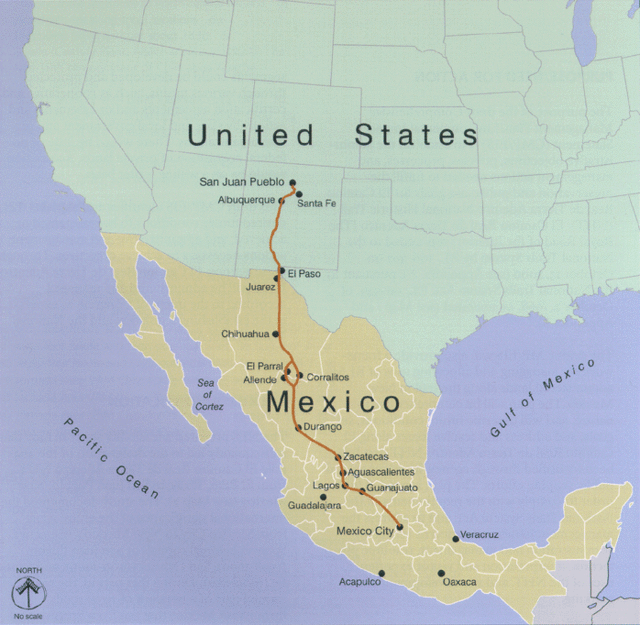 United States
San Juan Pueblo
Albuquerque
Santa Fe
El Paso
Juarez
Chihuahua
El Parral
Allende
Corralitos
Sea
of
Cortez
Mexico
Gulf of Mexico
Pacific Ocean
Durango
Zacatecas
Aguascalientes
Lagos
Guanajuato
Guadalajara
Mexico City
Veracruz
Acapulco
Oaxaca
NORTH
No scale